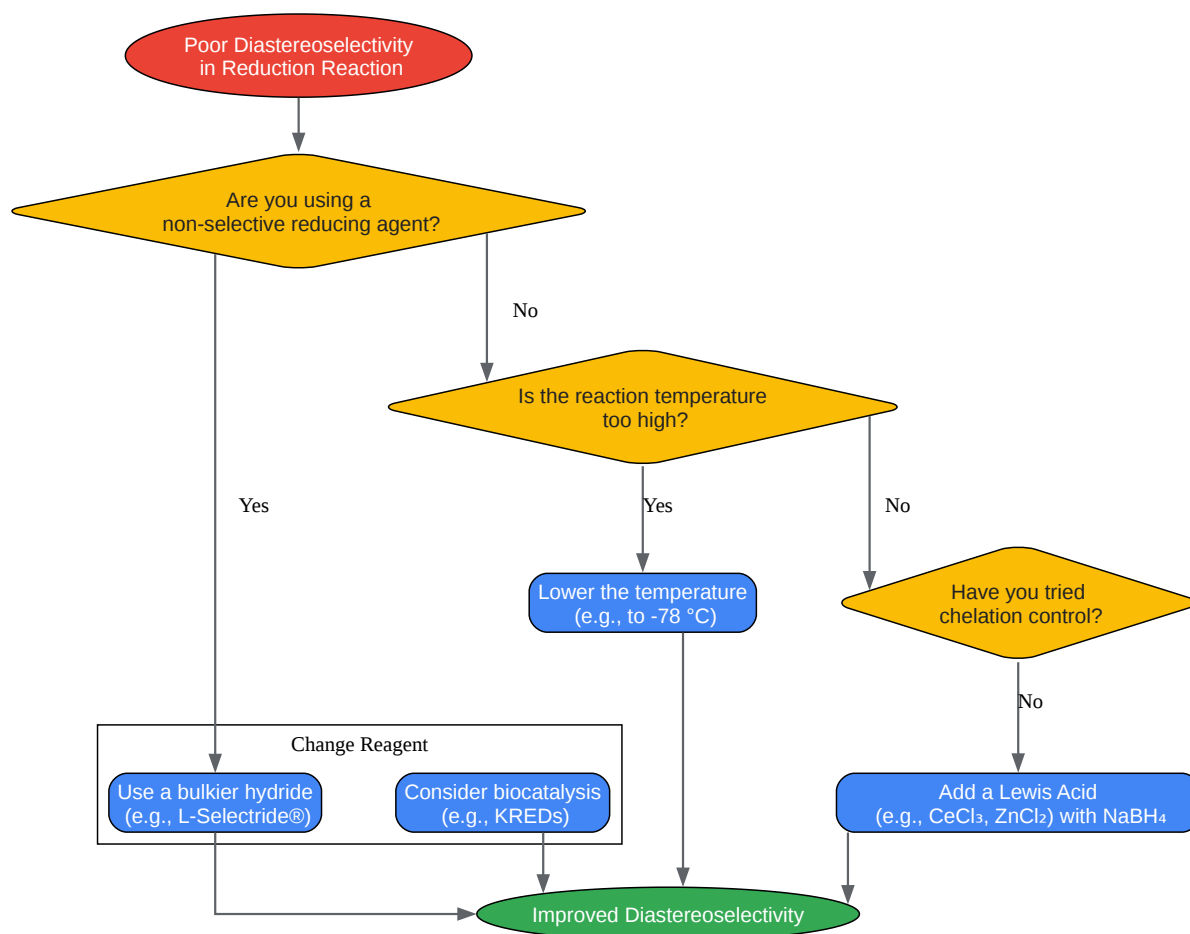 Poor Diastereoselectivity
in Reduction Reaction
Are you using a
non-selective reducing agent?
No
Is the reaction temperature
too high?
Yes
Yes
No
Lower the temperature
(e.g., to -78 °C)
Have you tried
chelation control?
No
Change Reagent
Use a bulkier hydride
(e.g., L-Selectride®)
Consider biocatalysis
(e.g., KREDs)
Add a Lewis Acid
(e.g., CeCl₃, ZnCl₂) with NaBH₄
Improved Diastereoselectivity